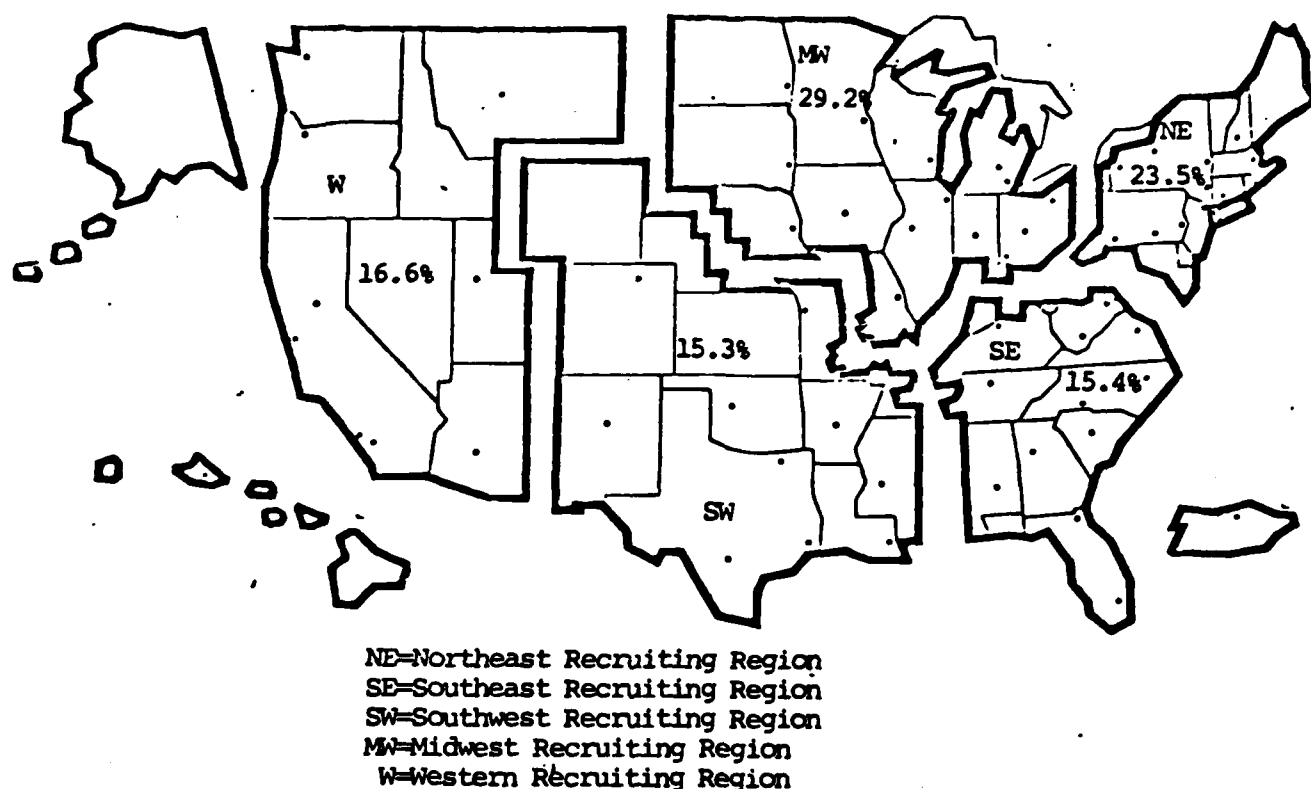 MW
29.2%
NE
23.5%
W
16.6%
15.3%
SE
15.4%
SW
NE=Northeast Recruiting Region
SE=Southeast Recruiting Region
SW=Southwest Recruiting Region
MW=Midwest Recruiting Region
W=Western Recruiting Region